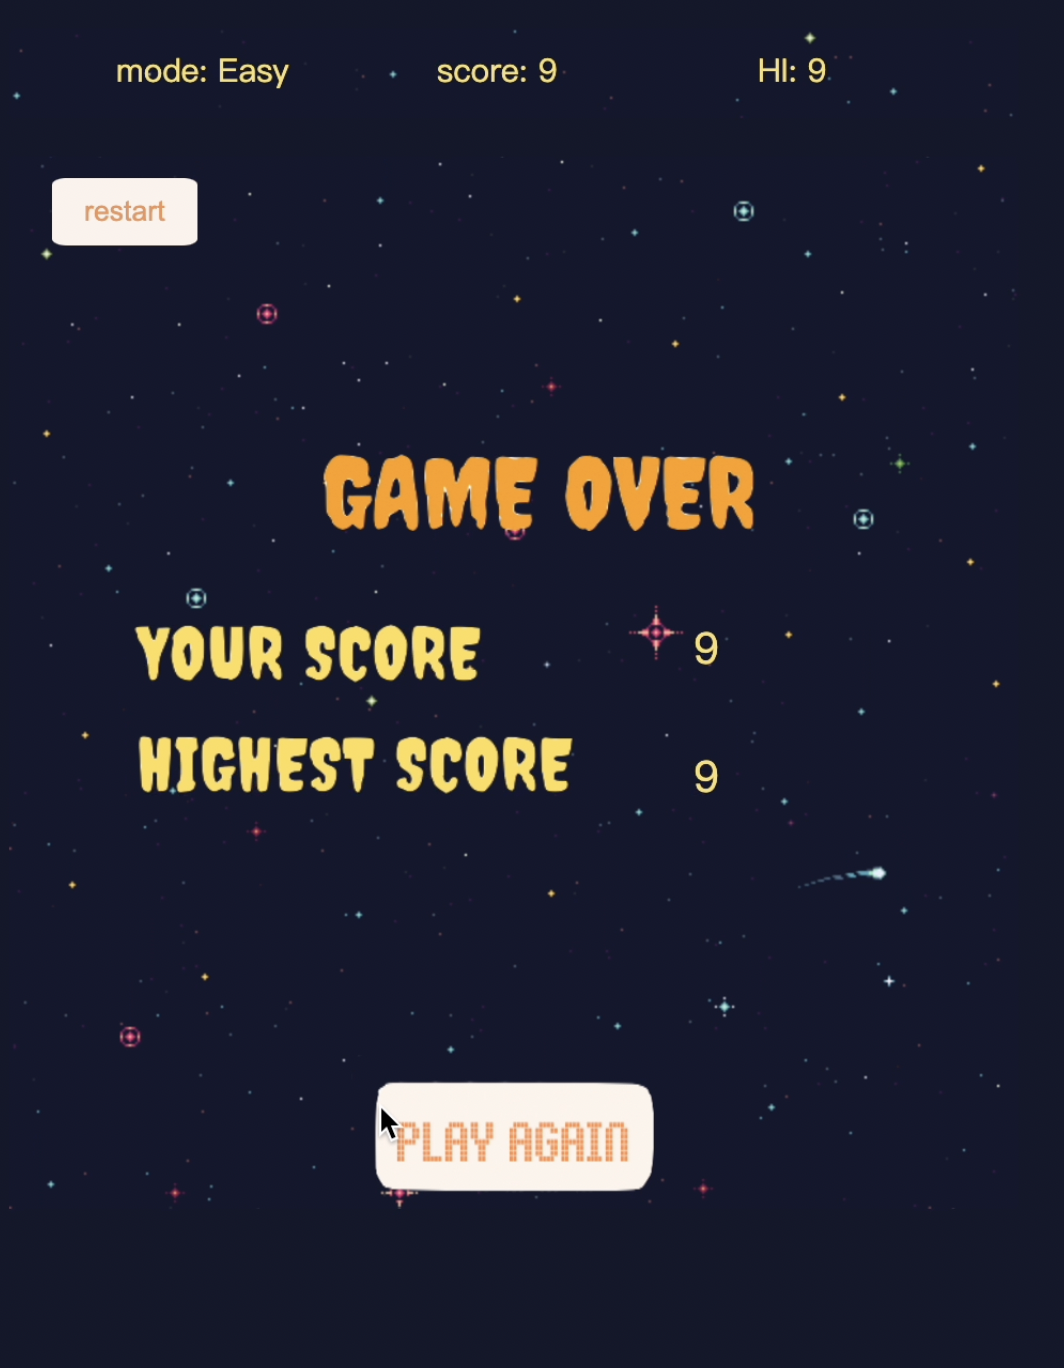 mode: Easy score: 9 HI: 9
restart
GAME OVER
YOUR SCORE 9
HIGHEST SCORE 9
PLAY AGAIN